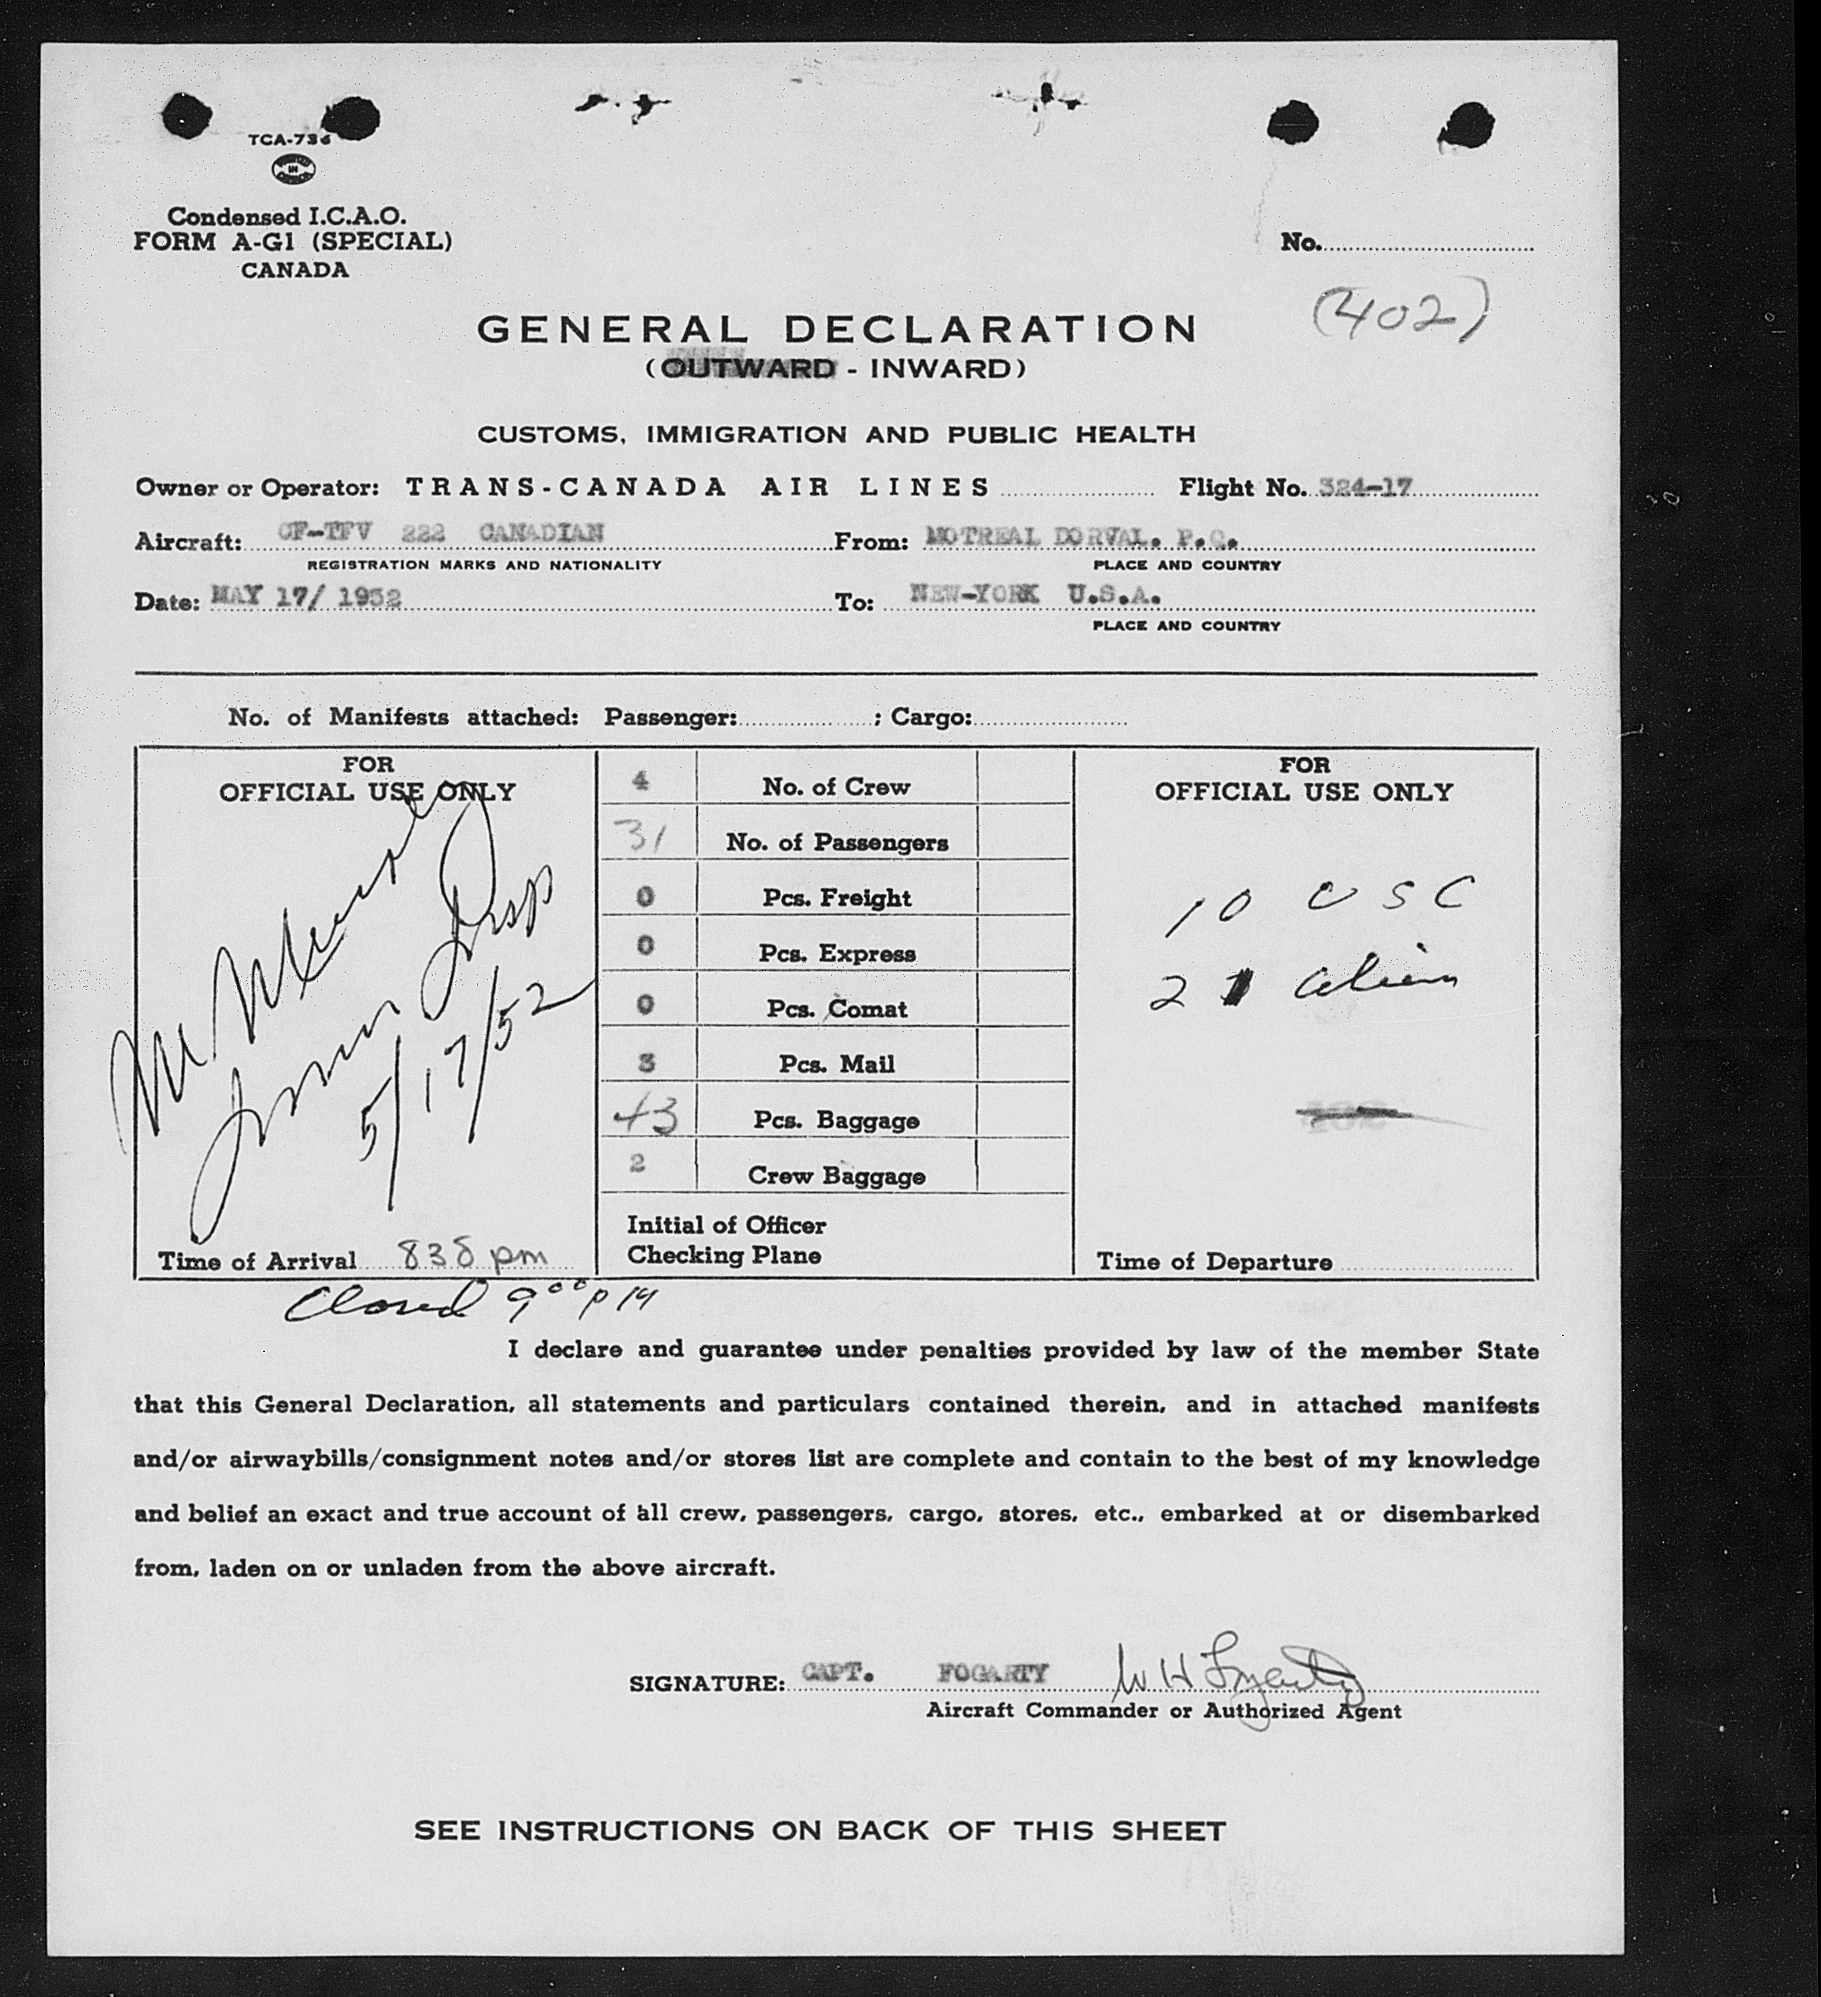 TCA-736
Condensed I.C.A.O.
FORM A-G1 (SPECIAL)
CANADA
No.
(402)
GENERAL DECLARATION
(OUTWARD - INWARD)
CUSTOMS, IMMIGRATION AND PUBLIC HEALTH
Owner or Operator: TRANS-CANADA AIR LINES Flight No. 324-17
Aircraft: CF-TFV 222 CANADIAN From: MOTREAL DORVAL. P.Q.
REGISTRATION MARKS AND NATIONALITY PLACE AND COUNTRY
Date: MAY 17/ 1952 To: NEW-YORK U.S.A.
PLACE AND COUNTRY
No. of Manifests attached: Passenger: ; Cargo:
FOR
OFFICIAL USE ONLY
5/17/52
Time of Arrival 838 pm
Closed 9 00 PM
4 No. of Crew
31 No. of Passengers
0 Pcs. Freight
0 Pcs. Express
0 Pcs. Comat
3 Pcs. Mail
43 Pcs. Baggage
2 Crew Baggage
Initial of Officer
Checking Plane
FOR
OFFICIAL USE ONLY
10 USC
21 alien
Time of Departure
I declare and guarantee under penalties provided by law of the member State
that this General Declaration, all statements and particulars contained therein, and in attached manifests
and/or airwaybills/consignment notes and/or stores list are complete and contain to the best of my knowledge
and belief an exact and true account of all crew, passengers, cargo, stores, etc., embarked at or disembarked
from, laden on or unladen from the above aircraft.
SIGNATURE: CAPT. FOGARTY W H Fogarty
Aircraft Commander or Authorized Agent
SEE INSTRUCTIONS ON BACK OF THIS SHEET